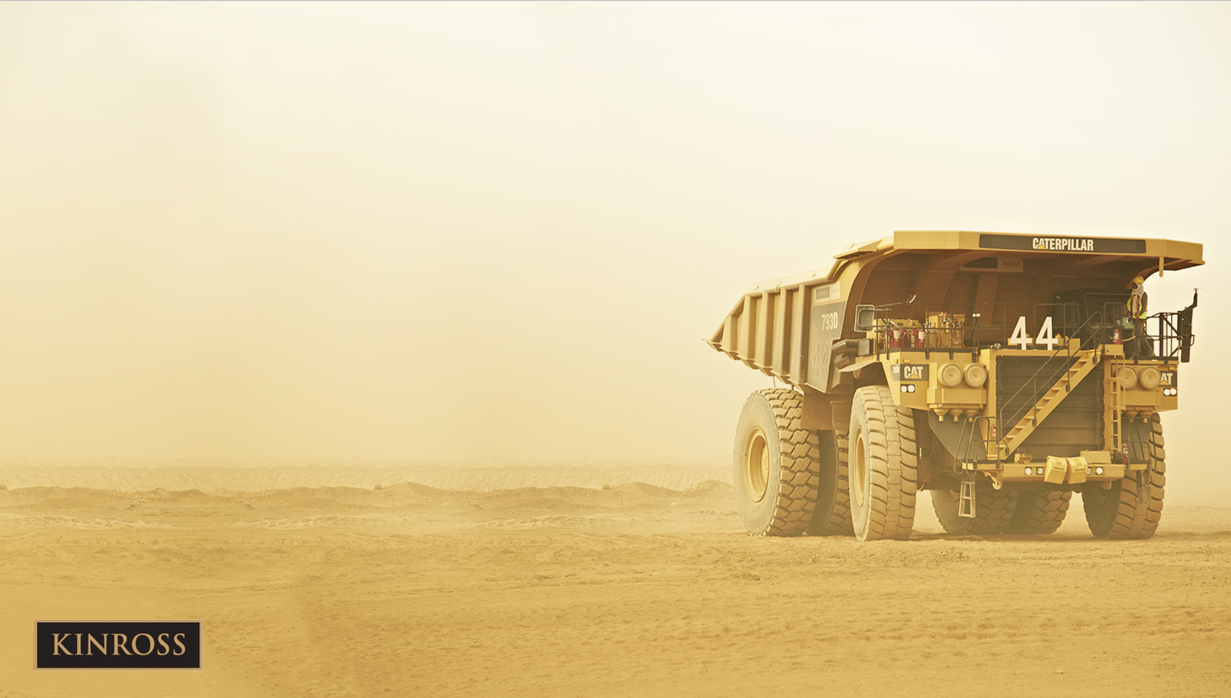 CATERPILLAR
793D
44
CAT
CAT
KINROSS